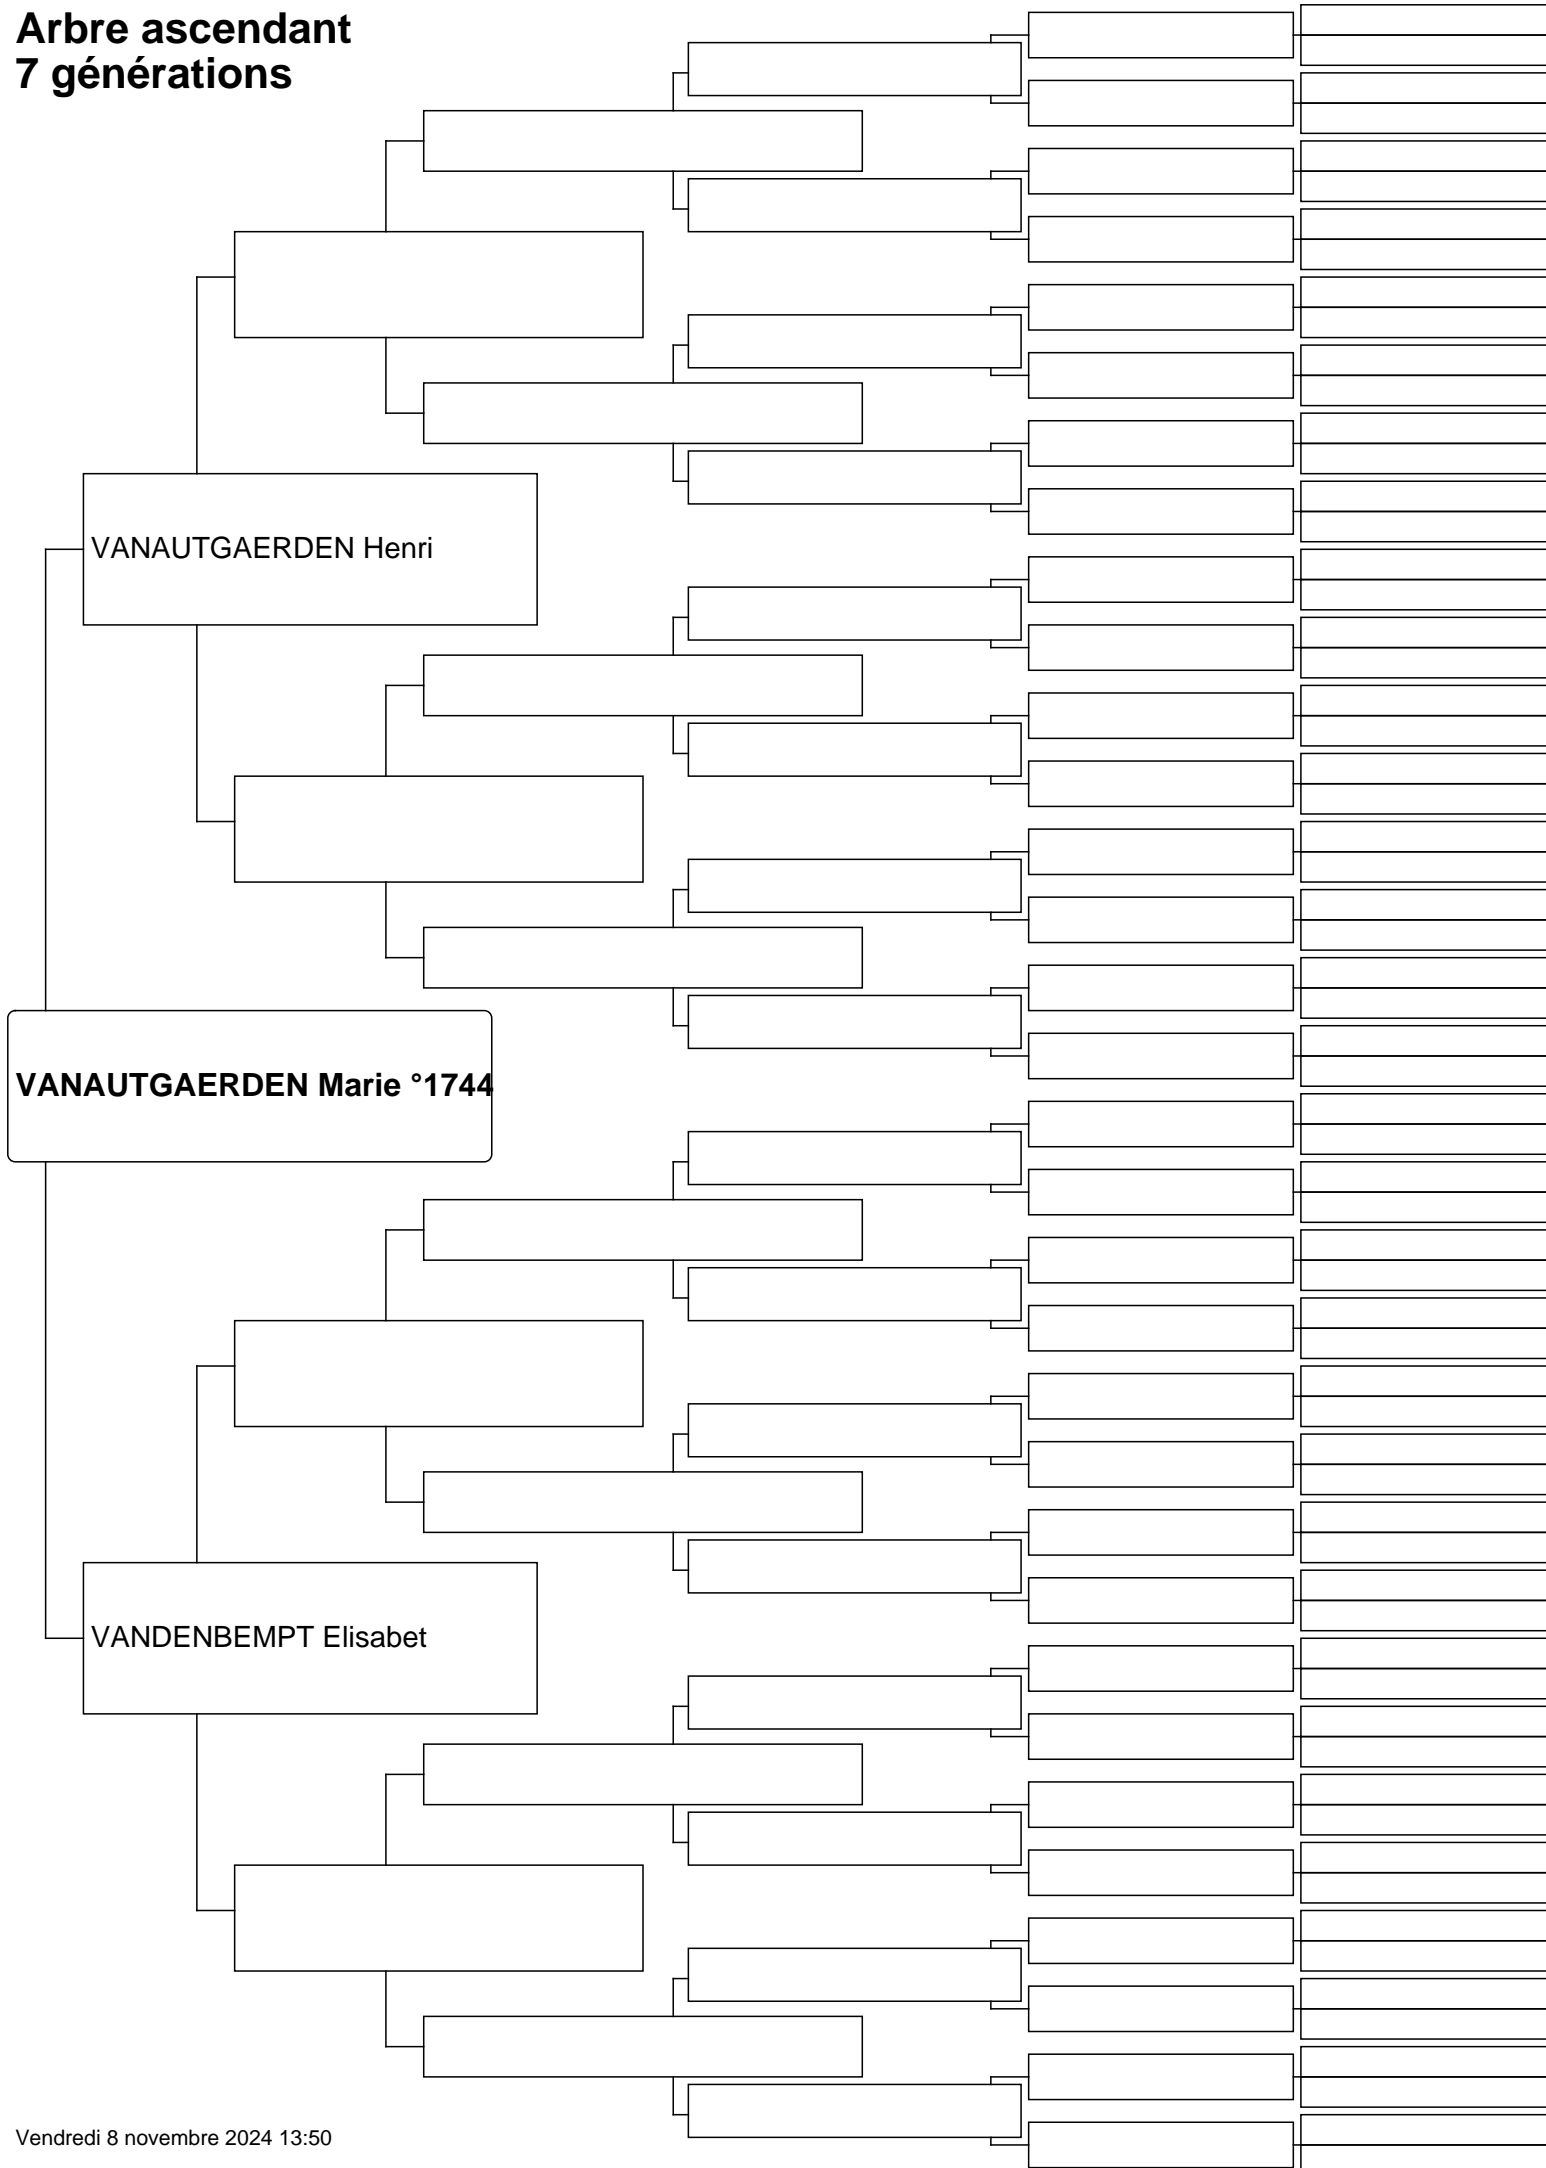 Arbre ascendant
7 générations
VANAUTGAERDEN Henri
VANAUTGAERDEN Marie °1744
VANDENBEMPT Elisabet
Vendredi 8 novembre 2024 13:50